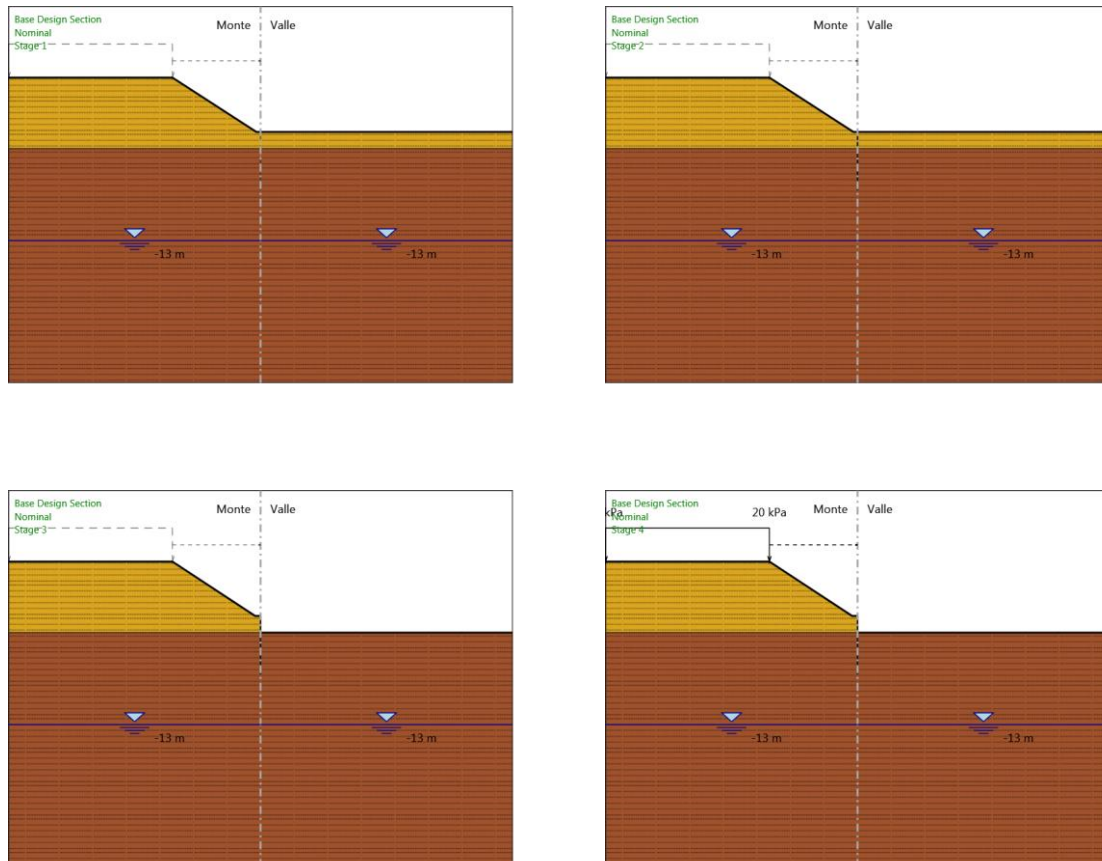 Base Design Section
Nominal
Stage 1
Monte Valle
-13 m -13 m
Base Design Section
Nominal
Stage 2
Monte Valle
-13 m -13 m
Base Design Section
Nominal
Stage 3
Monte Valle
-13 m -13 m
Base Design Section
Nominal
Stage 4
kPa
20 kPa
Monte Valle
-13 m -13 m